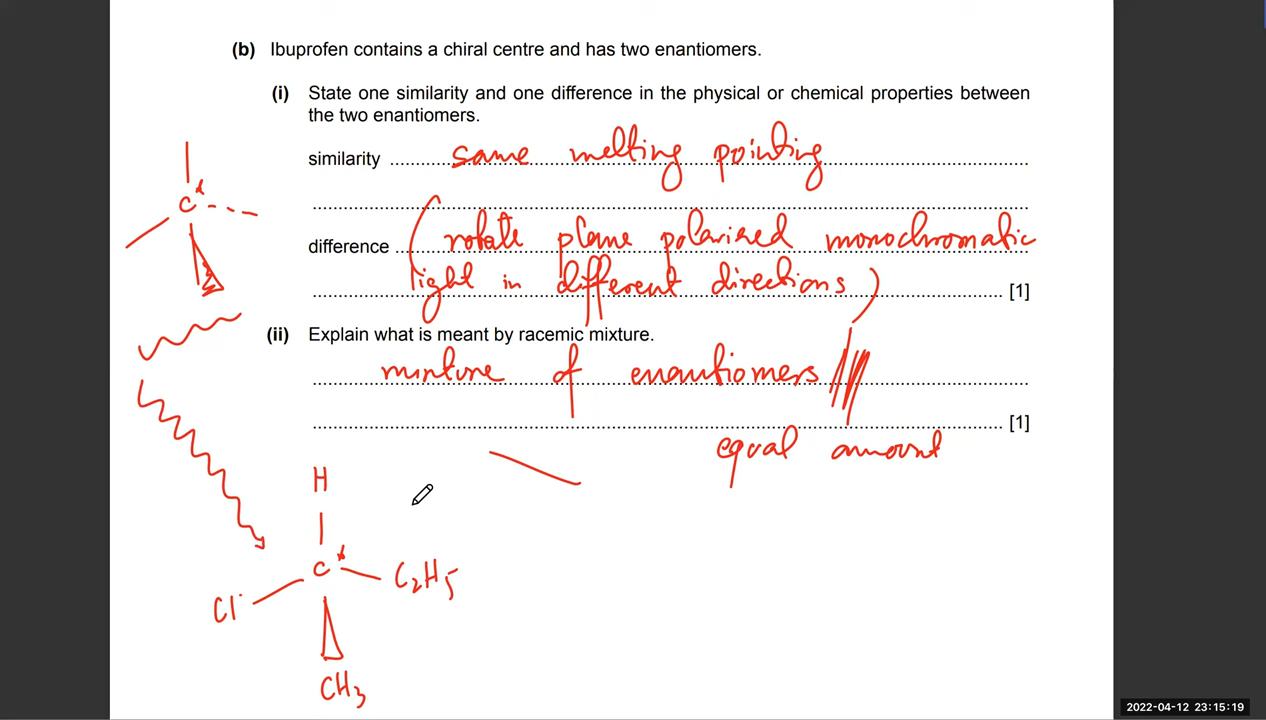 (b) Ibuprofen contains a chiral centre and has two enantiomers.
(i) State one similarity and one difference in the physical or chemical properties between
the two enantiomers.
similarity same melting pointing
difference rotate plane polarized monochromatic
light in different directions [1]
(ii) Explain what is meant by racemic mixture.
mixture of enantiomers
[1]
equal amount
C*
H
C*
Cl
C2H5
CH3
2022-04-12 23:15:19